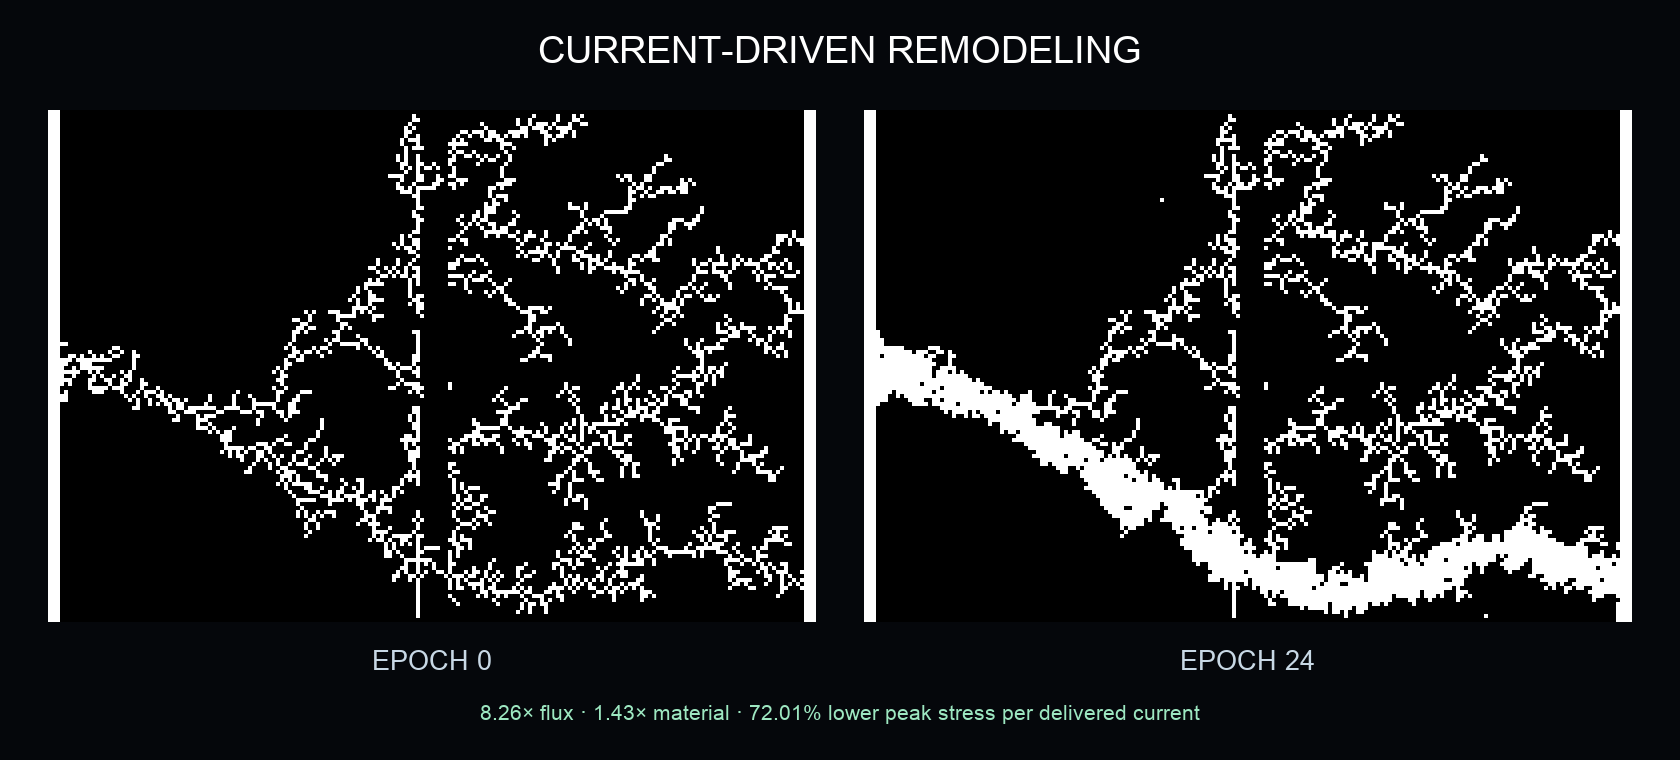 CURRENT-DRIVEN REMODELING
EPOCH 0
EPOCH 24
8.26× flux · 1.43× material · 72.01% lower peak stress per delivered current